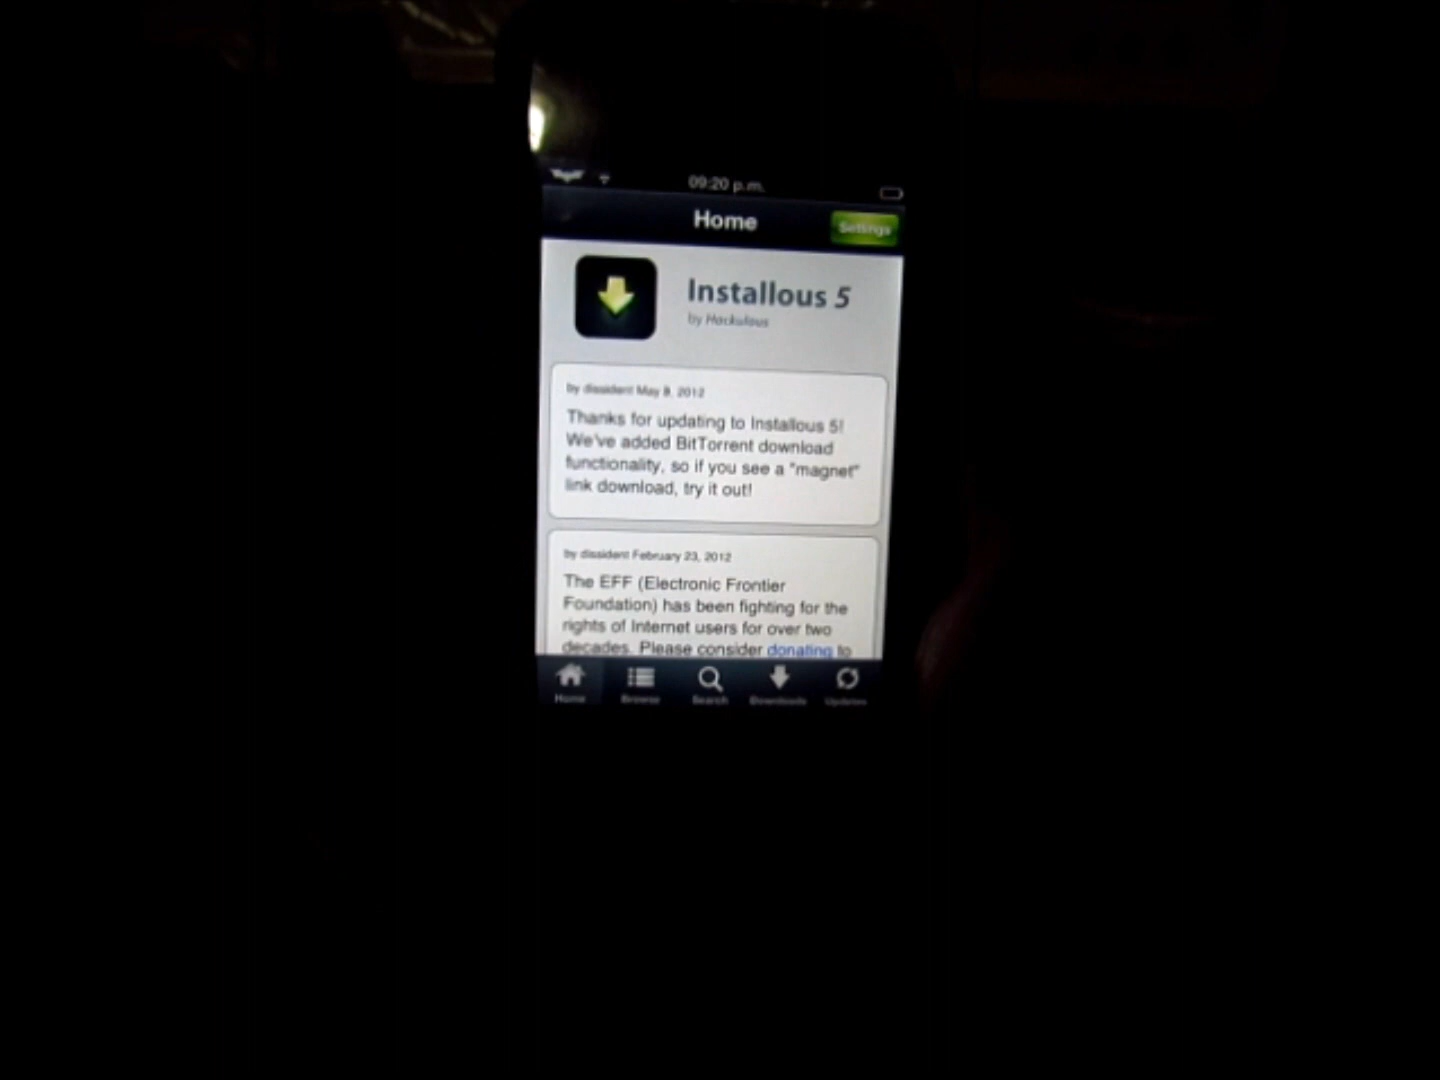 09:20 p.m.
Home
Settings
Installous 5
by Hackulous
by dissident May 9, 2012
Thanks for updating to Installous 5!
We've added BitTorrent download
functionality, so if you see a "magnet"
link download, try it out!
by dissident February 23, 2012
The EFF (Electronic Frontier
Foundation) has been fighting for the
rights of Internet users for over two
decades. Please consider donating to
Home Browse Search Downloads Updates